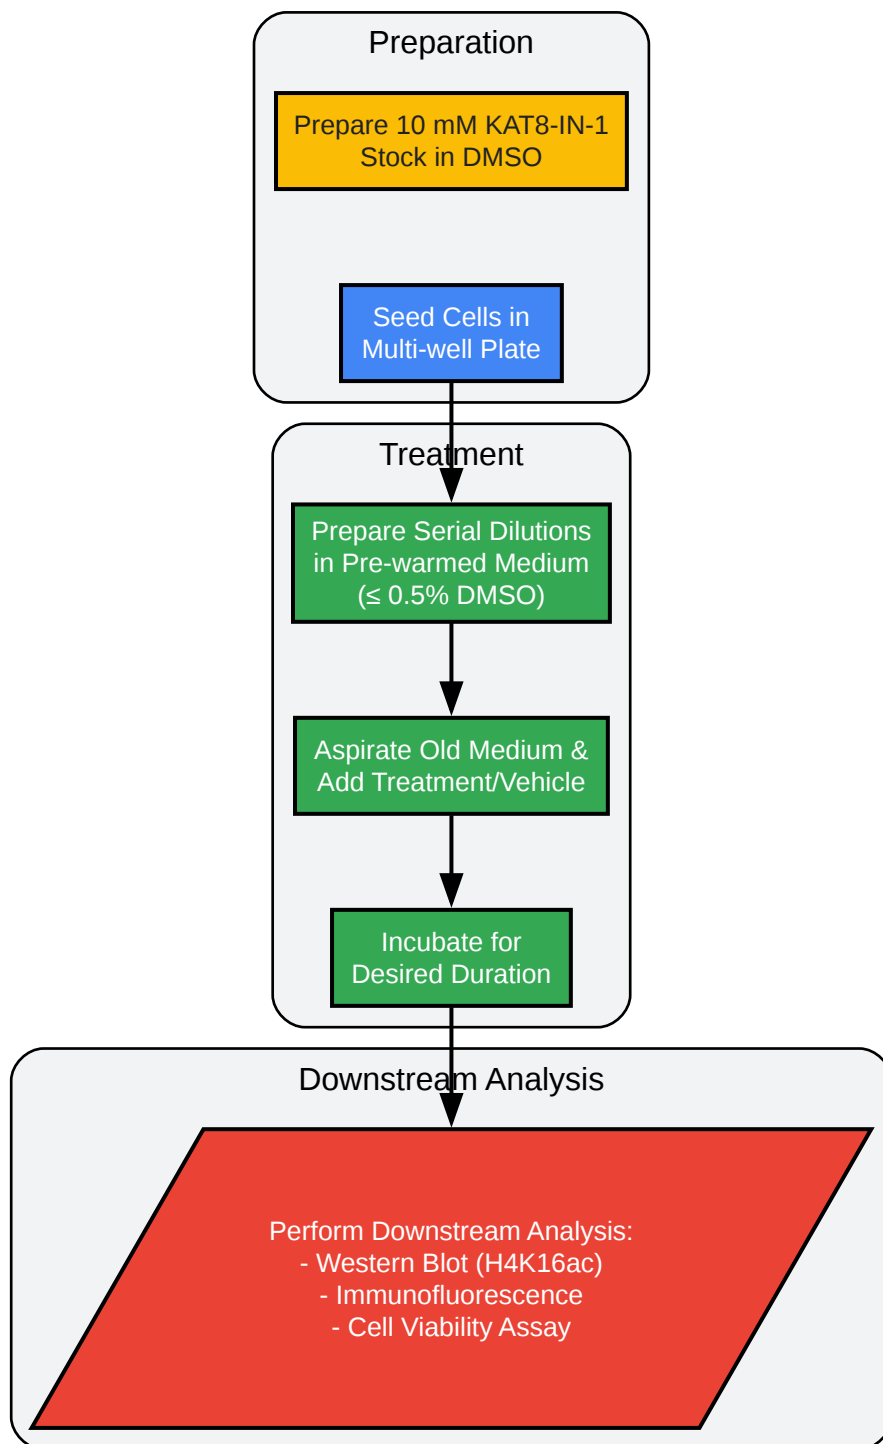 Preparation
Prepare 10 mM KAT8-IN-1
Stock in DMSO
Seed Cells in
Multi-well Plate
Treatment
Prepare Serial Dilutions
in Pre-warmed Medium
(≤ 0.5% DMSO)
Aspirate Old Medium &
Add Treatment/Vehicle
Incubate for
Desired Duration
Downstream Analysis
Perform Downstream Analysis:
- Western Blot (H4K16ac)
- Immunofluorescence
- Cell Viability Assay